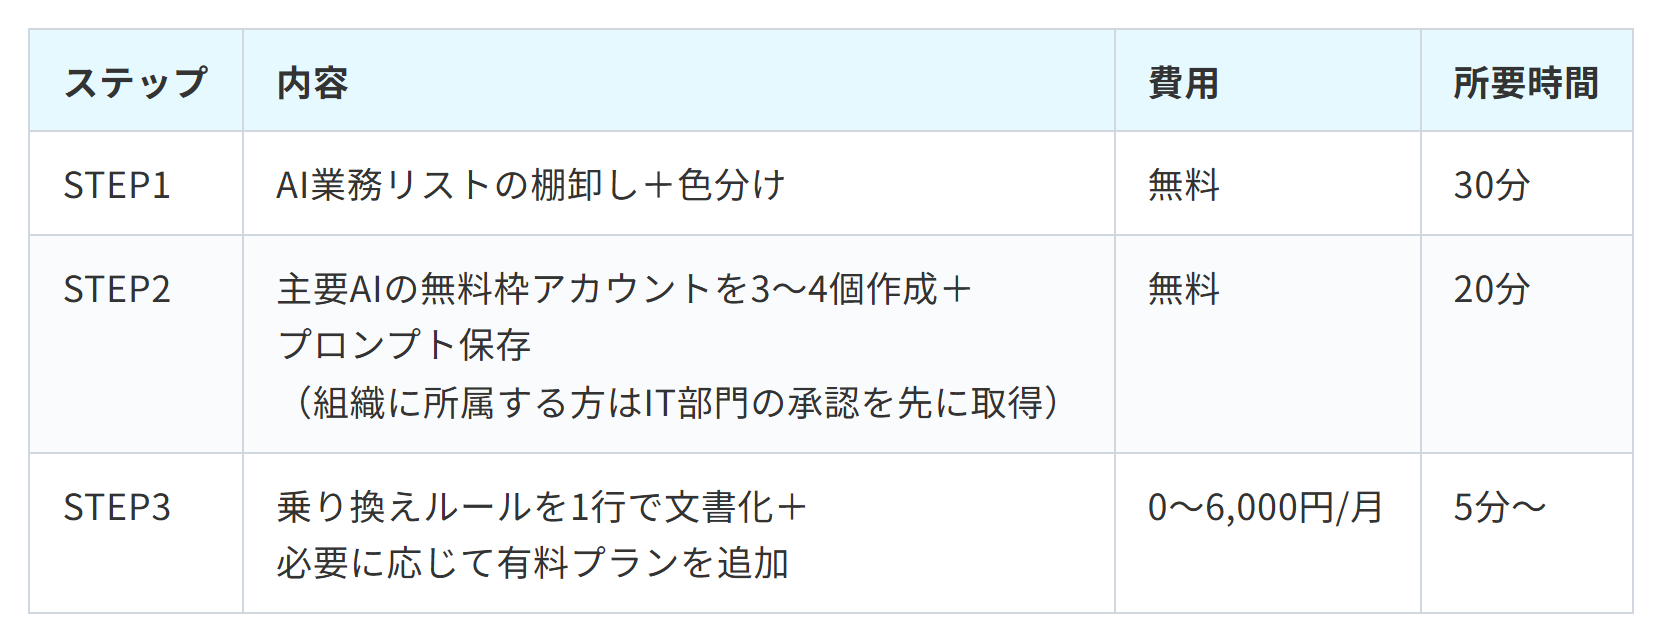 ステップ 内容 費用 所要時間
STEP1 AI業務リストの棚卸し＋色分け 無料 30分
STEP2 主要AIの無料枠アカウントを3〜4個作成＋ 無料 20分
プロンプト保存
（組織に所属する方はIT部門の承認を先に取得）
STEP3 乗り換えルールを1行で文書化＋ 0〜6,000円/月 5分〜
必要に応じて有料プランを追加